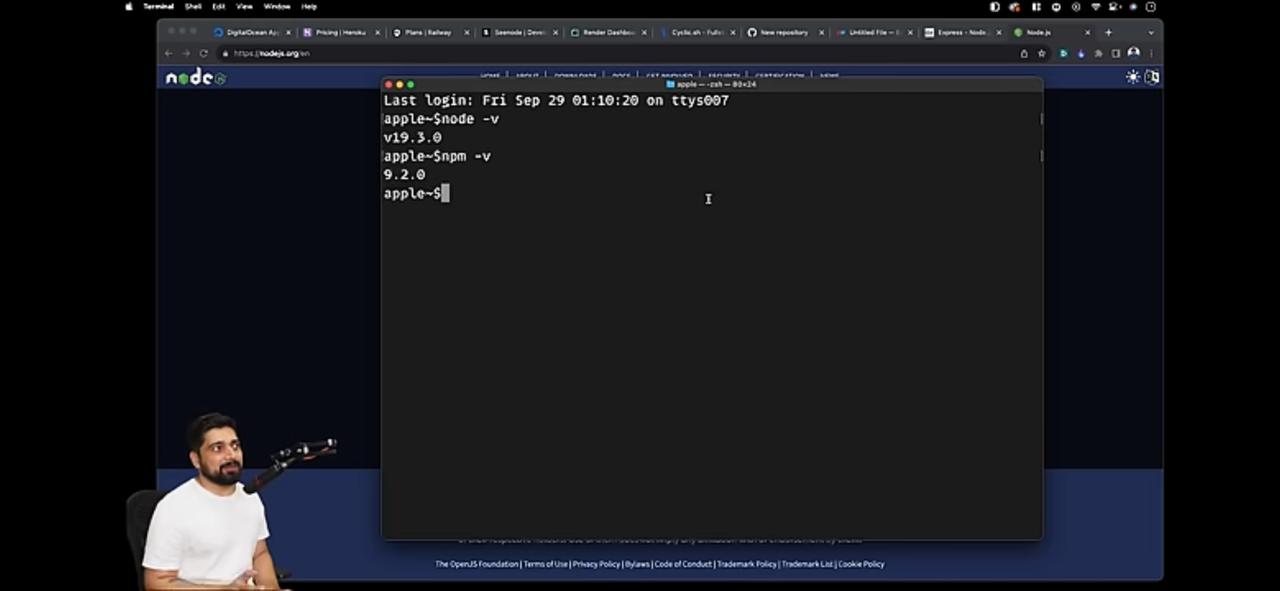 Terminal Shell Edit View Window Help
DigitalOcean Ap Pricing | Heroku Plans | Railway Seenode | Devel Render Dashboa Cyclic.sh - Fulls New repository Untitled File — Express - Node. Node.js
https://nodejs.org/en
node
HOME ABOUT DOWNLOADS DOCS GET INVOLVED SECURITY CERTIFICATION NEWS
apple — -zsh — 80×24
Last login: Fri Sep 29 01:10:20 on ttys007
apple~$node -v
v19.3.0
apple~$npm -v
9.2.0
apple~$
The OpenJS Foundation | Terms of Use | Privacy Policy | Bylaws | Code of Conduct | Trademark Policy | Trademark List | Cookie Policy